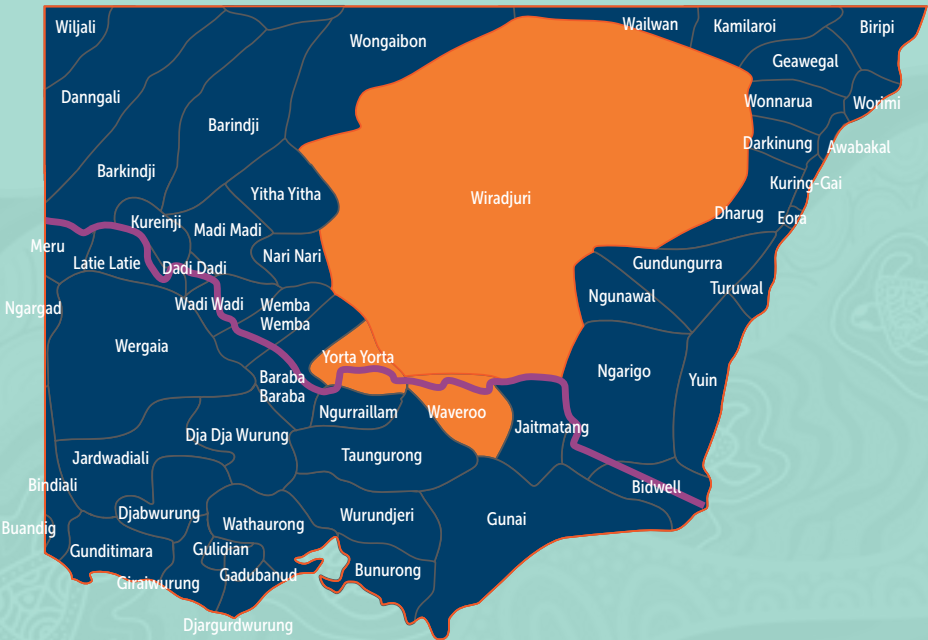 Wiljali
Wongaibon
Wailwan
Kamilaroi
Biripi
Geawegal
Danngali
Wonnarua
Worimi
Barindji
Darkinung
Awabakal
Barkindji
Kuring-Gai
Yitha Yitha
Wiradjuri
Dharug
Eora
Kureinji
Madi Madi
Meru
Nari Nari
Latie Latie
Dadi Dadi
Gundungurra
Ngunawal
Turuwal
Ngargad
Wadi Wadi
Wemba
Wemba
Wergaia
Yorta Yorta
Ngarigo
Yuin
Baraba
Baraba
Ngurraillam
Waveroo
Jaitmatang
Dja Dja Wurung
Taungurong
Jardwadiali
Bindiali
Bidwell
Djabwurung
Wathaurong
Wurundjeri
Gunai
Buandig
Gunditimara
Gulidian
Giraiwurung
Gadubanud
Bunurong
Djargurdwurung